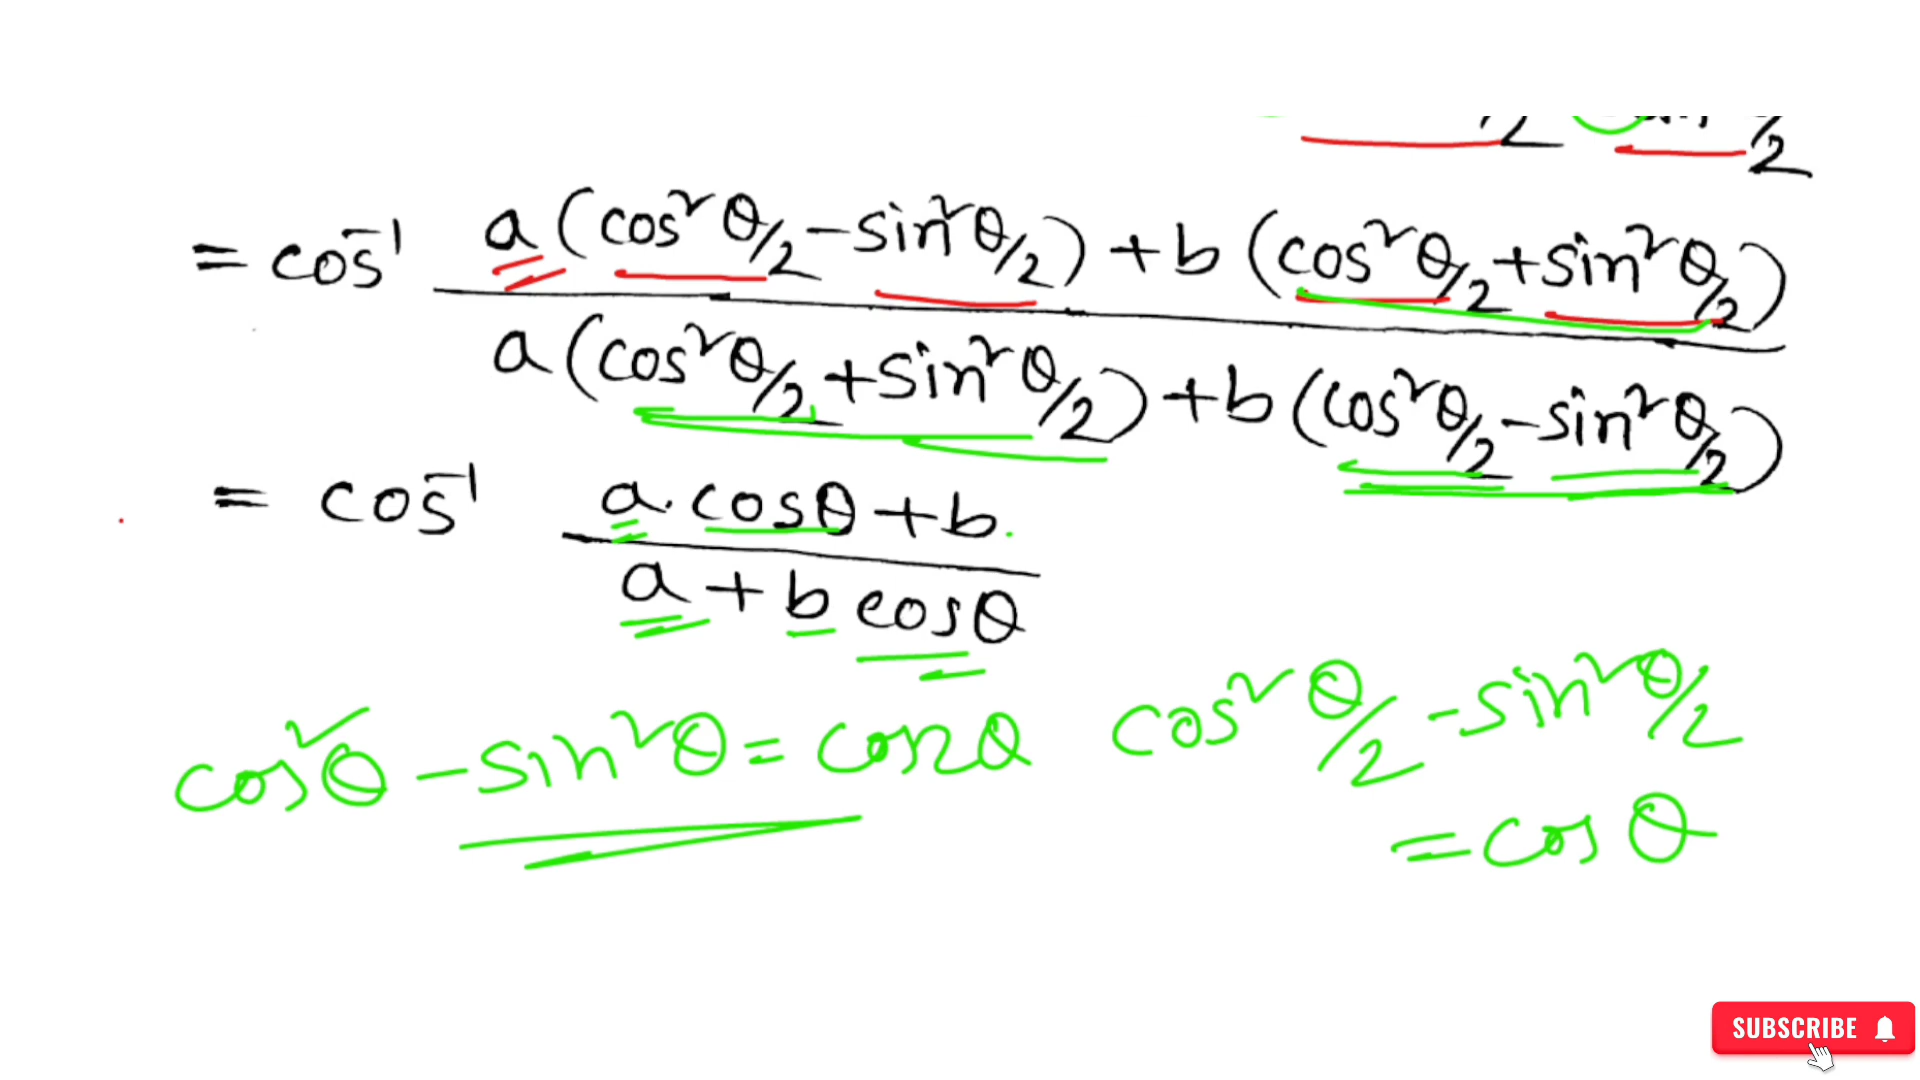 = cos⁻¹ a(cos²θ/2 − sin²θ/2) + b(cos²θ/2 + sin²θ/2)
a(cos²θ/2 + sin²θ/2) + b(cos²θ/2 − sin²θ/2)
= cos⁻¹ a.cosθ + b
a + b cosθ
cos²θ − sin²θ = cos2θ
cos²θ/2 − sin²θ/2
= cosθ
SUBSCRIBE